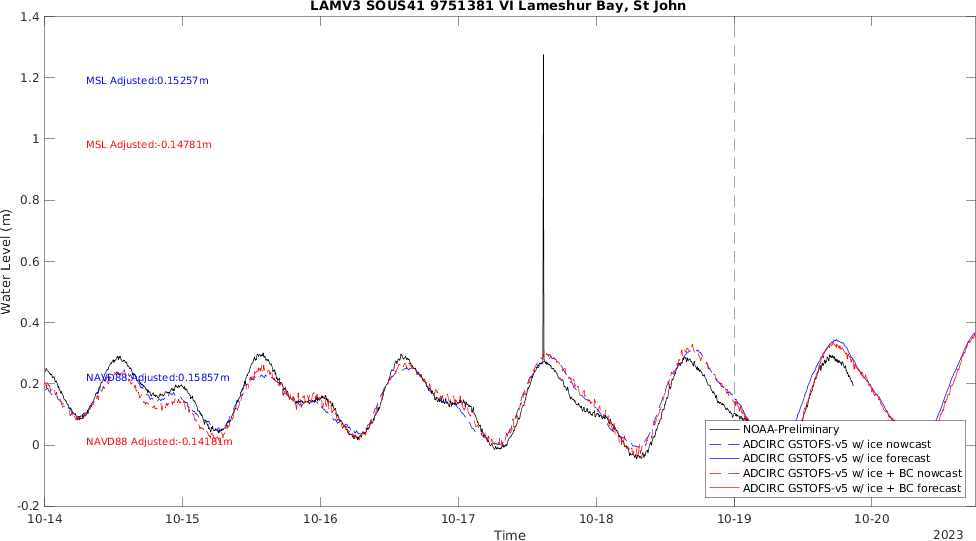 LAMV3 SOUS41 9751381 VI Lameshur Bay, St John
1.4
1.2
1
0.8
0.6
0.4
0.2
0
-0.2
Water Level (m)
MSL Adjusted:0.15257m
MSL Adjusted:-0.14781m
NAVD88 Adjusted:0.15857m
NAVD88 Adjusted:-0.14181m
NOAA-Preliminary
ADCIRC GSTOFS-v5 w/ ice nowcast
ADCIRC GSTOFS-v5 w/ ice forecast
ADCIRC GSTOFS-v5 w/ ice + BC nowcast
ADCIRC GSTOFS-v5 w/ ice + BC forecast
10-14 10-15 10-16 10-17 10-18 10-19 10-20
Time
2023